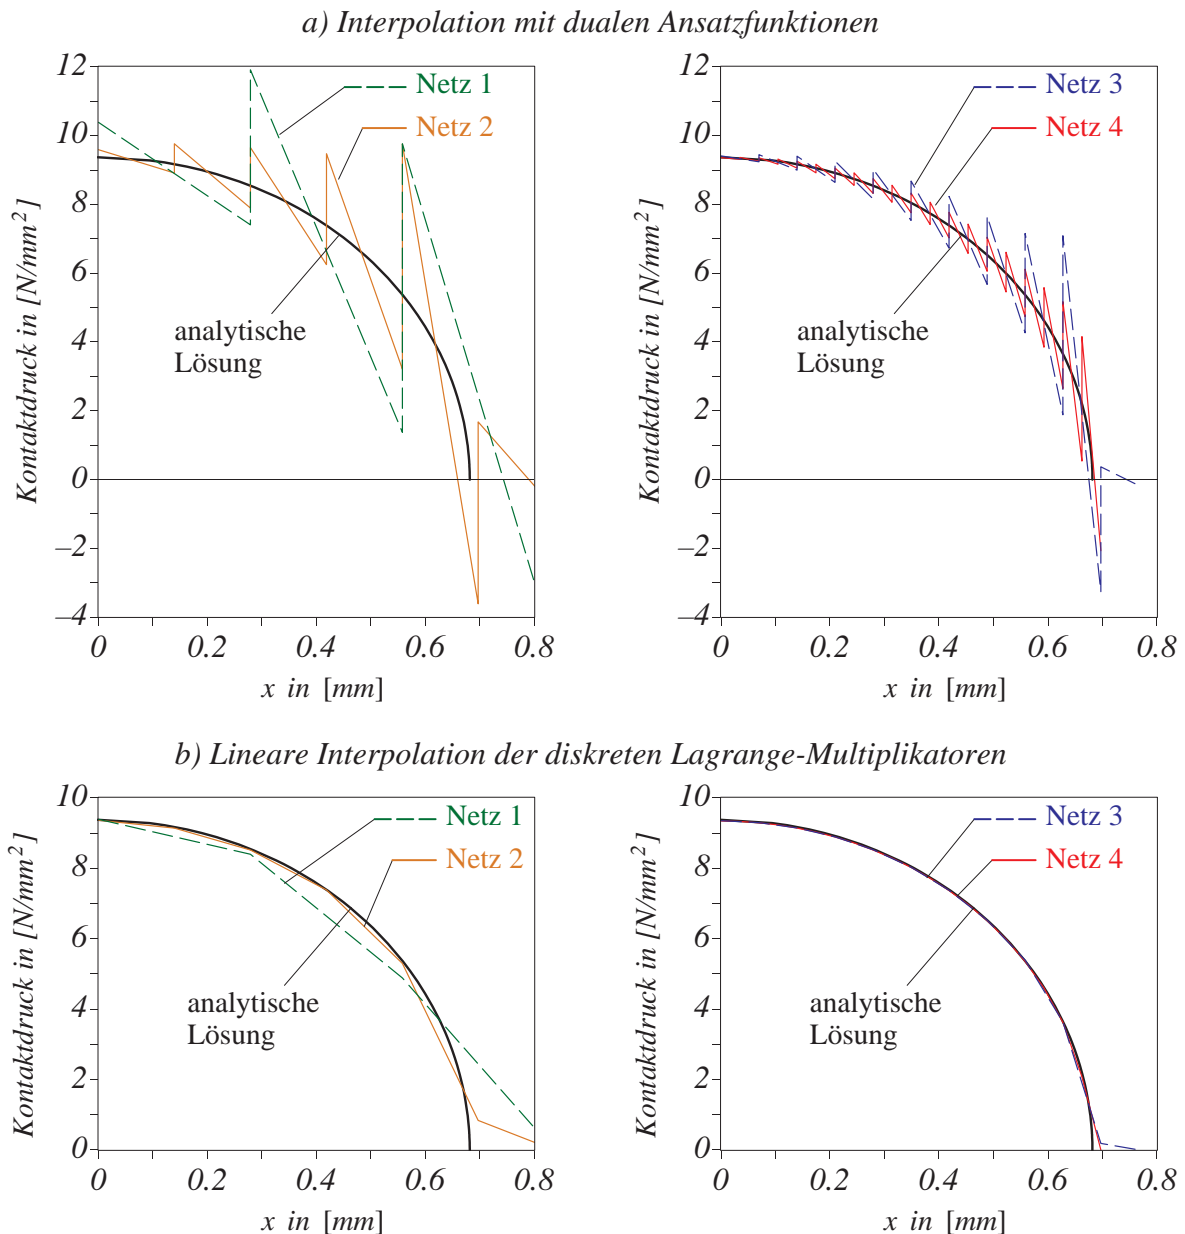 a) Interpolation mit dualen Ansatzfunktionen
12
10
8
6
4
2
0
−2
−4
Kontaktdruck in [N/mm²]
Netz 1
Netz 2
analytische
Lösung
0 0.2 0.4 0.6 0.8
x in [mm]
12
10
8
6
4
2
0
−2
−4
Kontaktdruck in [N/mm²]
Netz 3
Netz 4
analytische
Lösung
0 0.2 0.4 0.6 0.8
x in [mm]
b) Lineare Interpolation der diskreten Lagrange-Multiplikatoren
10
8
6
4
2
0
Kontaktdruck in [N/mm²]
Netz 1
Netz 2
analytische
Lösung
0 0.2 0.4 0.6 0.8
x in [mm]
10
8
6
4
2
0
Kontaktdruck in [N/mm²]
Netz 3
Netz 4
analytische
Lösung
0 0.2 0.4 0.6 0.8
x in [mm]